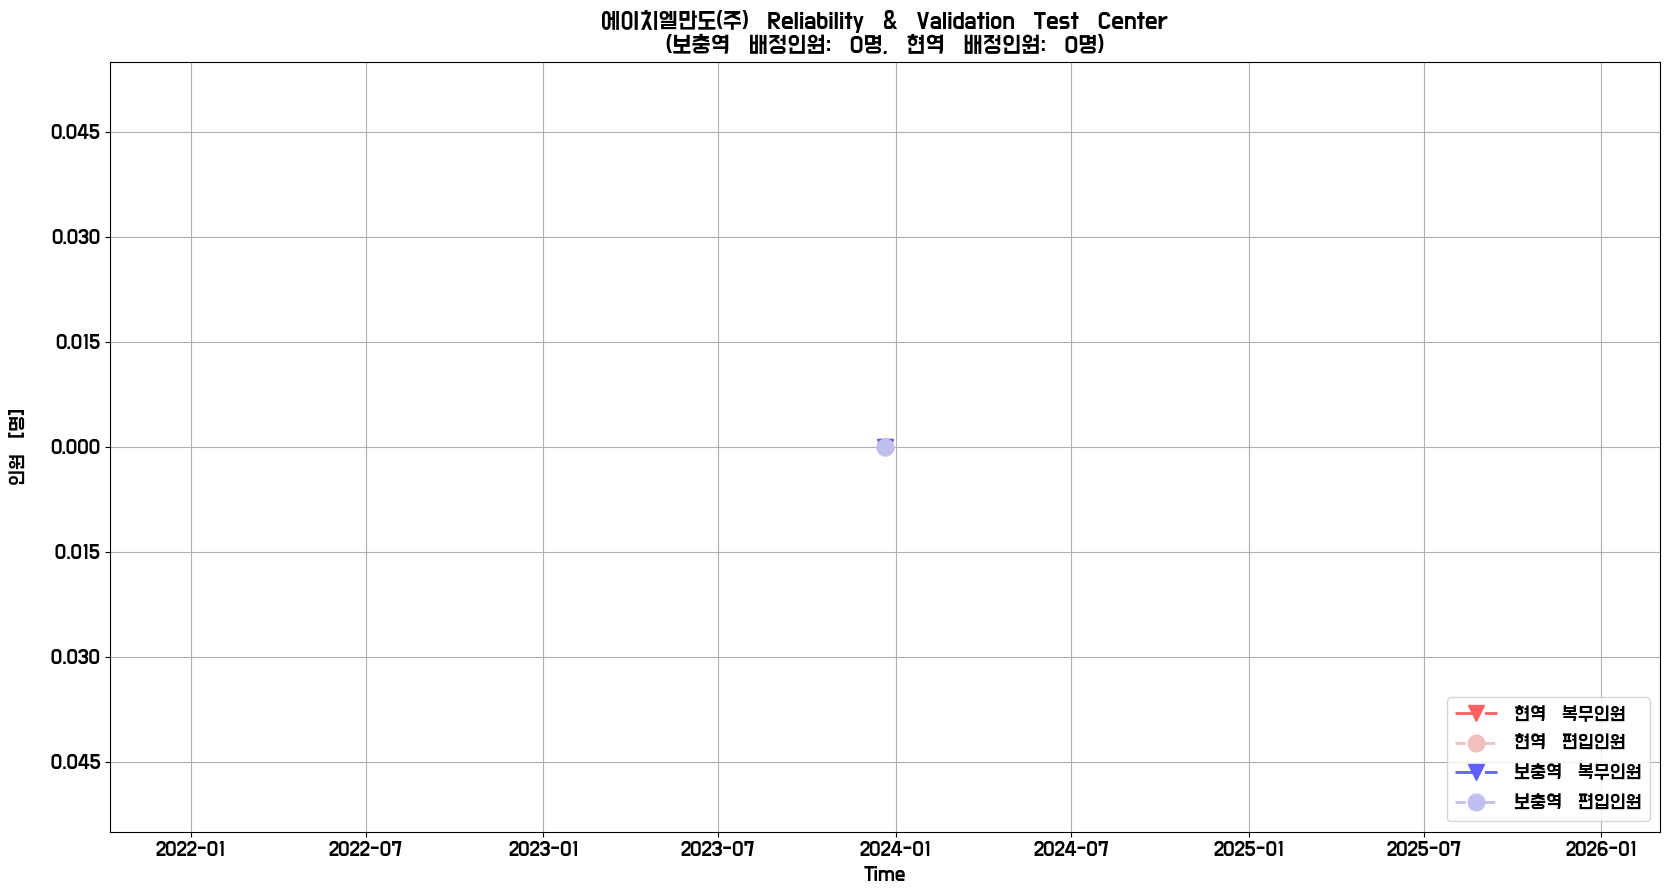 에이치엘만도(주) Reliability & Validation Test Center
(보충역 배정인원: 0명, 현역 배정인원: 0명)
0.045
0.030
0.015
0.000
0.015
0.030
0.045
인원 [명]
현역 복무인원
현역 편입인원
보충역 복무인원
보충역 편입인원
2022-01 2022-07 2023-01 2023-07 2024-01 2024-07 2025-01 2025-07 2026-01
Time